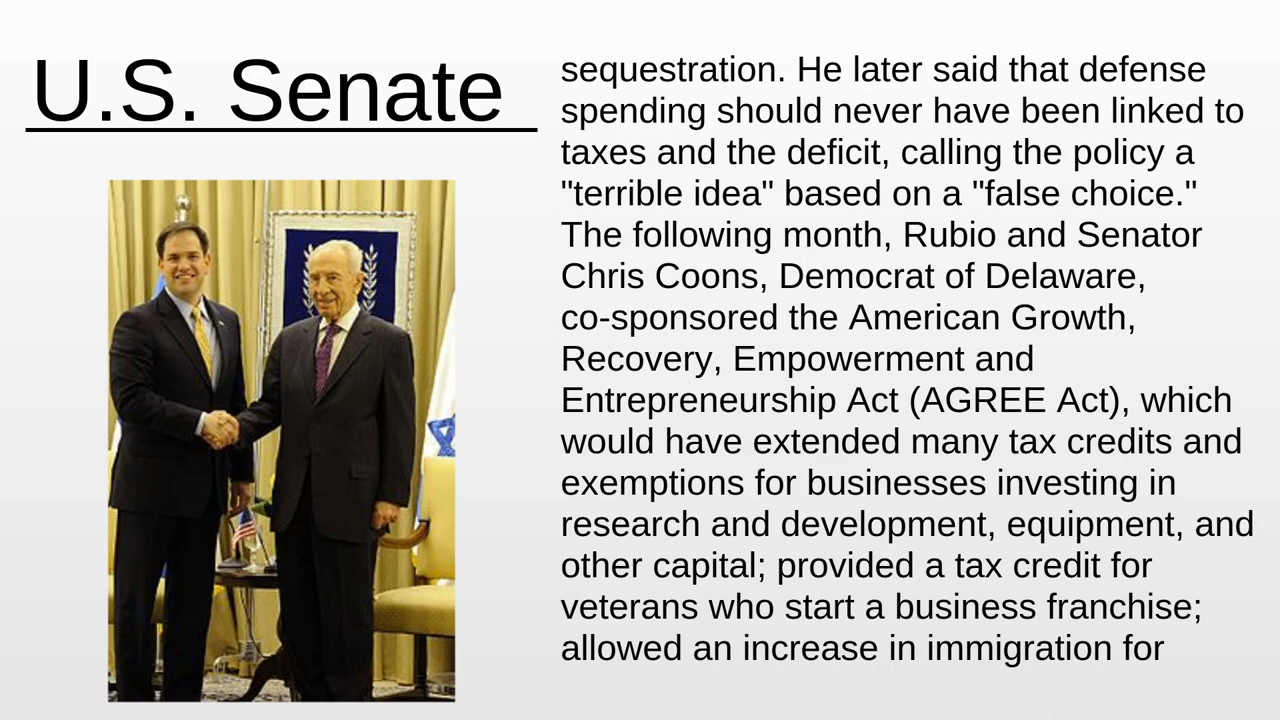 U.S. Senate
sequestration. He later said that defense
spending should never have been linked to
taxes and the deficit, calling the policy a
"terrible idea" based on a "false choice."
The following month, Rubio and Senator
Chris Coons, Democrat of Delaware,
co-sponsored the American Growth,
Recovery, Empowerment and
Entrepreneurship Act (AGREE Act), which
would have extended many tax credits and
exemptions for businesses investing in
research and development, equipment, and
other capital; provided a tax credit for
veterans who start a business franchise;
allowed an increase in immigration for